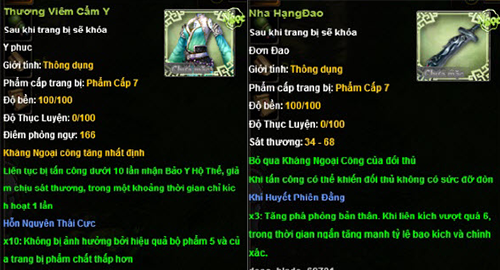 Thương Viêm Cẩm Y
Sau khi trang bị sẽ khóa
Y phục
Giới tính: Thông dụng
Phẩm cấp trang bị: Phẩm Cấp 7
Độ bền: 100/100
Độ Thục Luyện: 0/100
Điểm phòng ngự: 166
Kháng Ngoại công tăng nhất định
Liên tục bị tấn công dưới 10 lần nhận Bảo Y Hộ Thể, giả
m chịu sát thương, trong một khoảng thời gian chỉ kíc
h hoạt 1 lần
Hỗn Nguyên Thái Cực
x10: Không bị ảnh hưởng bởi hiệu quả bộ phẩm 5 và củ
a trang bị phẩm chất thấp hơn
Ngọc
Nha HạngĐao
Sau khi trang bị sẽ khóa
Đơn Đao
Giới tính: Thông dụng
Phẩm cấp trang bị: Phẩm Cấp 7
Độ bền: 100/100
Độ Thục Luyện: 0/100
Sát thương: 34 - 68
Bỏ qua Kháng Ngoại Công của đối thủ
Khi tấn công có thể khiến đối thủ không có sức đỡ đòn
Khi Huyết Phiên Đằng
x3: Tăng phá phòng bản thân. Khi liên kích vượt quá 6,
trong thời gian ngắn tăng mạnh tỷ lệ bạo kích và chính
xác.